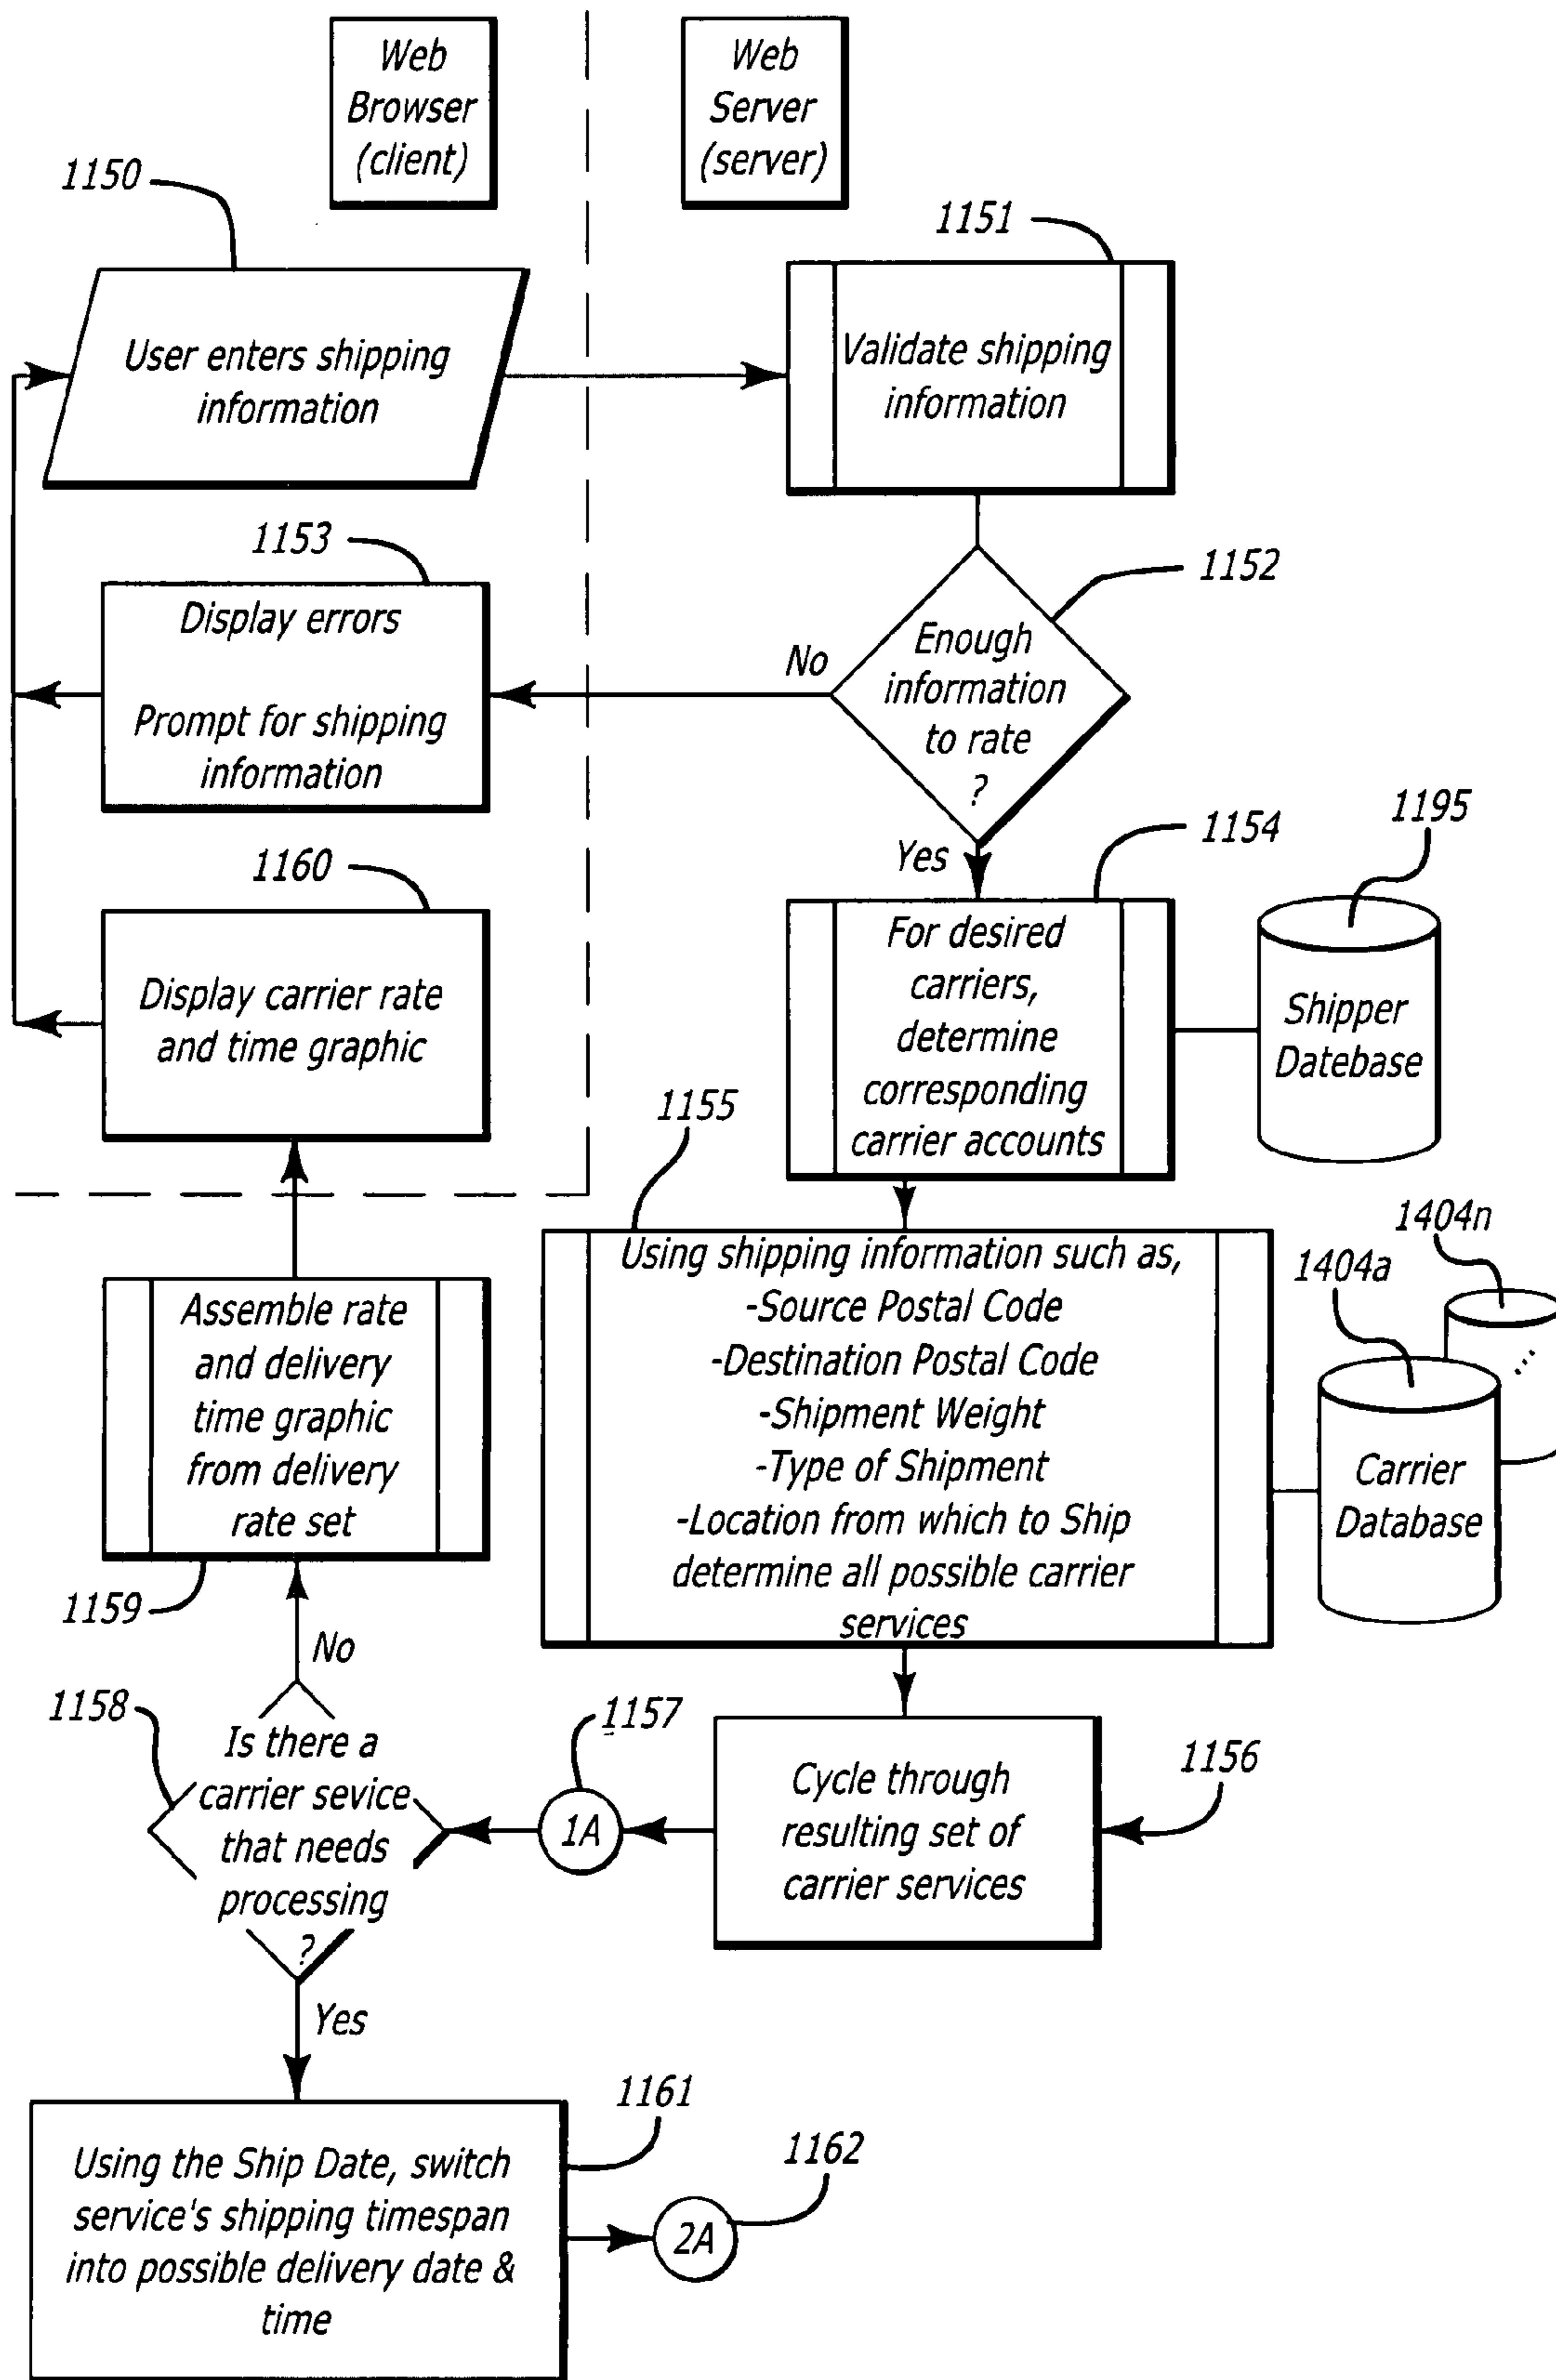 Web
Browser
(client)
Web
Server
(server)
1150
1151
User enters shipping
information
Validate shipping
information
1153
1152
Display errors
Prompt for shipping
information
No
Enough
information
to rate
?
Yes
1154
1195
1160
Display carrier rate
and time graphic
For desired
carriers,
determine
corresponding
carrier accounts
Shipper
Datebase
1155
Using shipping information such as,
-Source Postal Code
-Destination Postal Code
-Shipment Weight
-Type of Shipment
-Location from which to Ship
determine all possible carrier
services
1404n
1404a
Carrier
Database
Assemble rate
and delivery
time graphic
from delivery
rate set
1159
No
1158
Is there a
carrier sevice
that needs
processing
?
1157
1A
Cycle through
resulting set of
carrier services
1156
Yes
1161
Using the Ship Date, switch
service's shipping timespan
into possible delivery date &
time
1162
2A